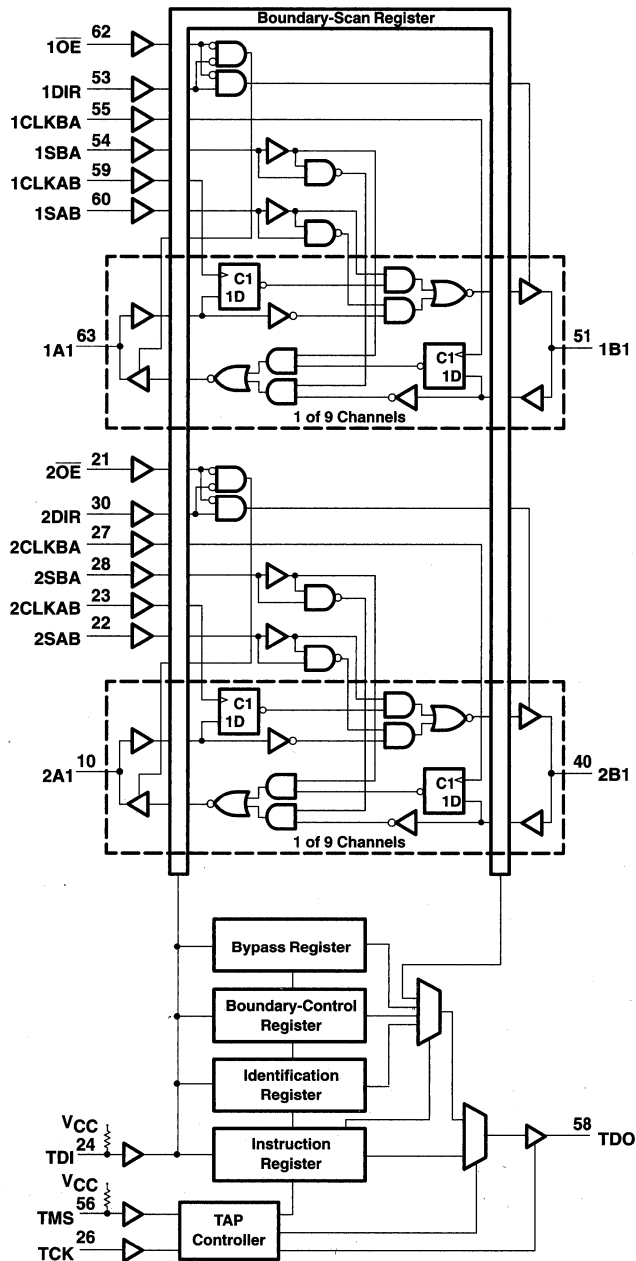 Boundary-Scan Register
1OE 62
1DIR 53
1CLKBA 55
1SBA 54
1CLKAB 59
1SAB 60
C1
1D
63
1A1
51
1B1
C1
1D
1 of 9 Channels
2OE 21
2DIR 30
2CLKBA 27
2SBA 28
2CLKAB 23
2SAB 22
C1
1D
10
2A1
40
2B1
C1
1D
1 of 9 Channels
Bypass Register
Boundary-Control
Register
Identification
Register
VCC
TDI 24
Instruction
Register
58
TDO
VCC
TMS 56
TAP
Controller
TCK 26